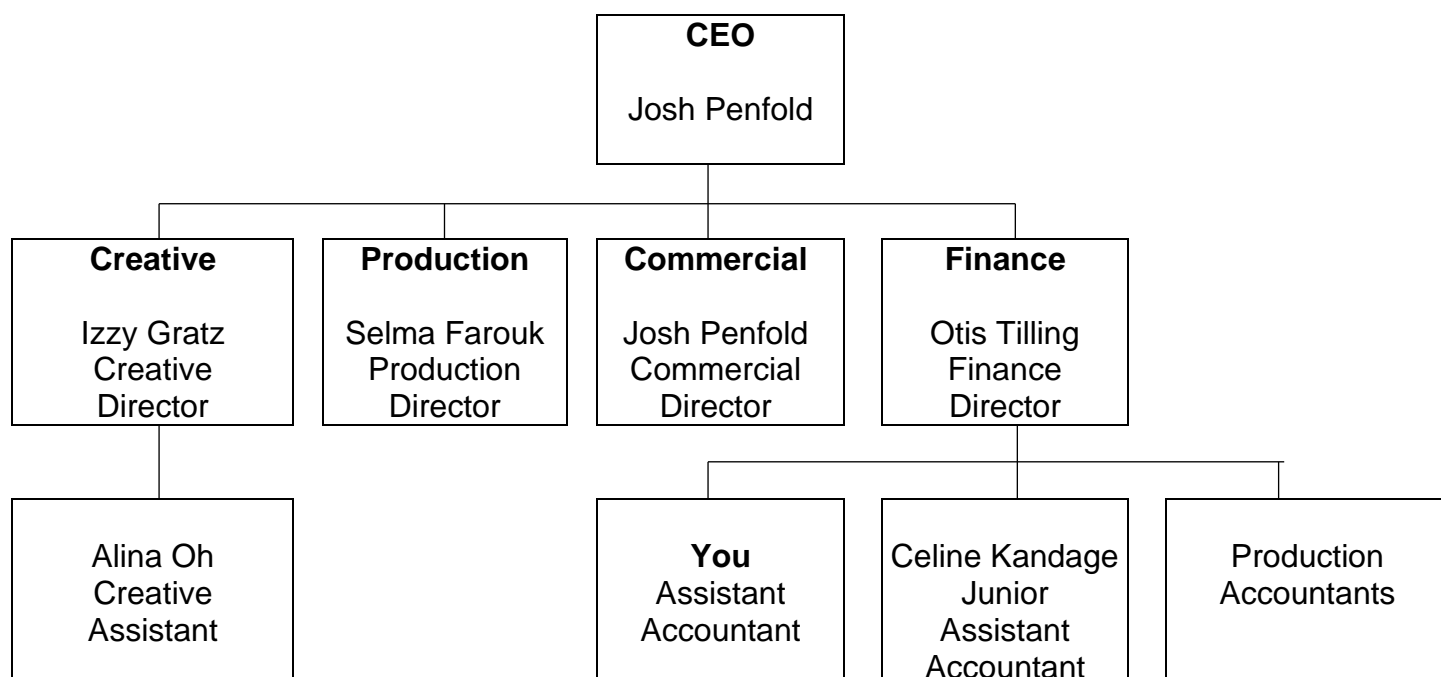 CEO
Josh Penfold
Creative
Izzy Gratz
Creative
Director
Production
Selma Farouk
Production
Director
Commercial
Josh Penfold
Commercial
Director
Finance
Otis Tilling
Finance
Director
Alina Oh
Creative
Assistant
You
Assistant
Accountant
Celine Kandage
Junior
Assistant
Accountant
Production
Accountants